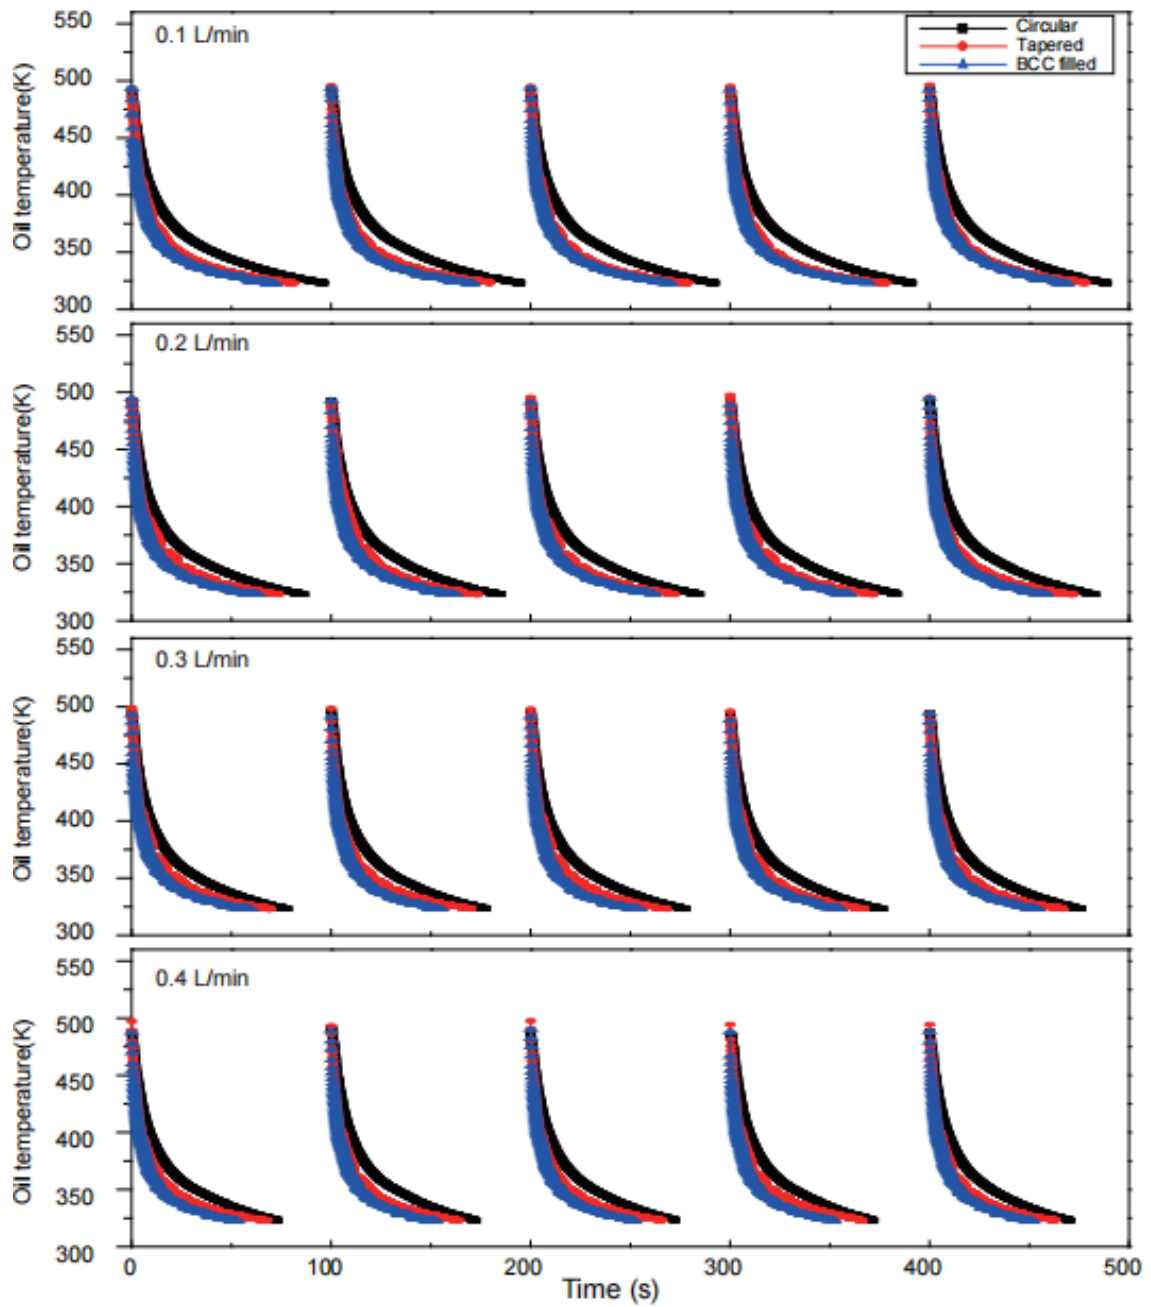 0.1 L/min
Circular
Tapered
BCC filled
550
500
450
400
350
300
Oil temperature(K)
0.2 L/min
550
500
450
400
350
300
Oil temperature(K)
0.3 L/min
550
500
450
400
350
300
Oil temperature(K)
0.4 L/min
550
500
450
400
350
300
Oil temperature(K)
0 100 200 300 400 500
Time (s)